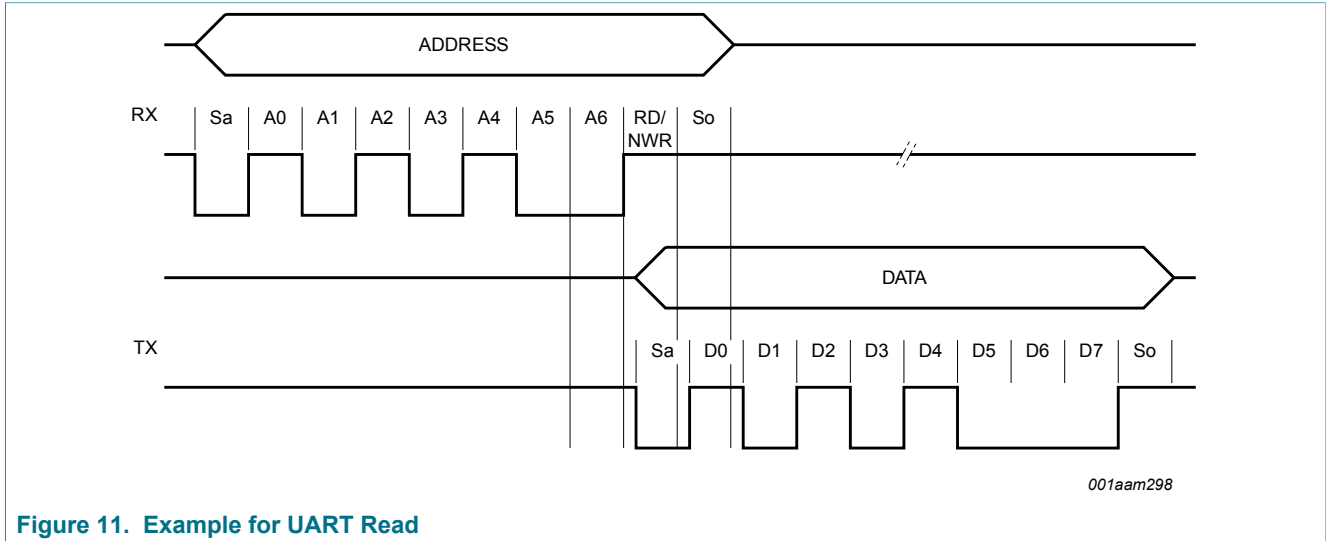 ADDRESS
RX Sa A0 A1 A2 A3 A4 A5 A6 RD/ So
NWR
DATA
TX Sa D0 D1 D2 D3 D4 D5 D6 D7 So
001aam298
Figure 11. Example for UART Read